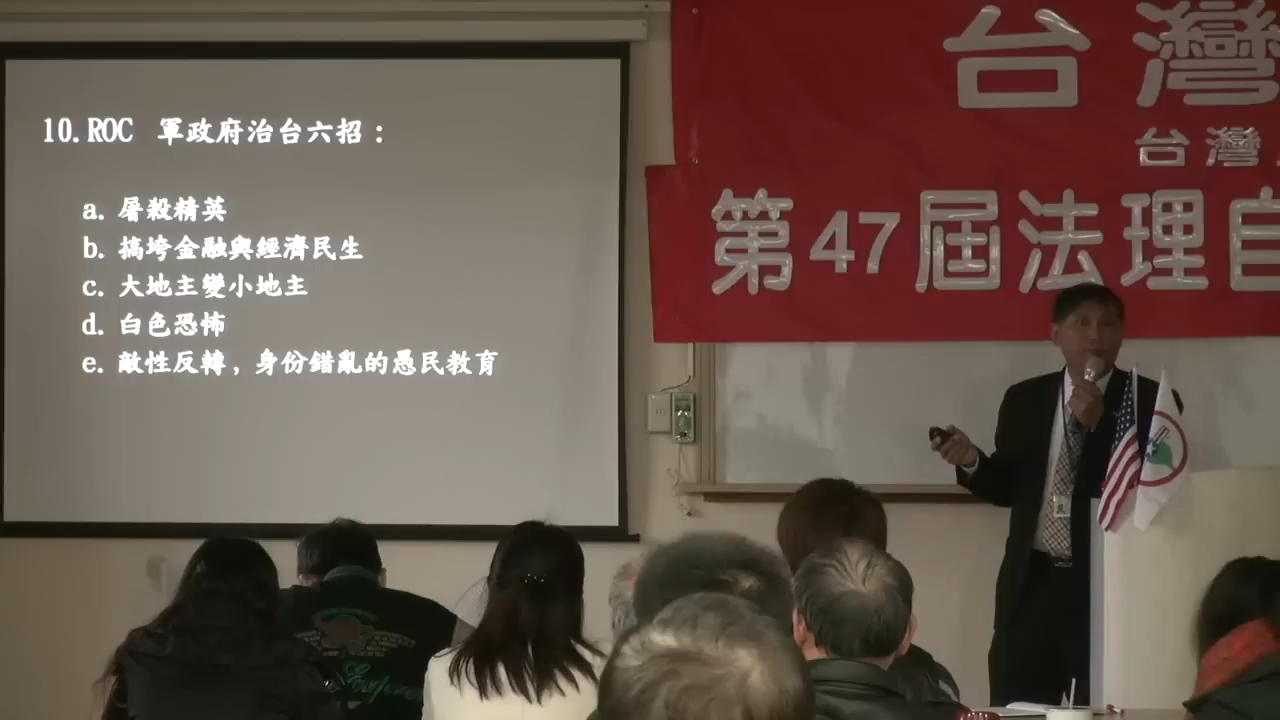 10. ROC 軍政府治台六招：
a. 屠殺精英
b. 搞垮金融與經濟民生
c. 大地主變小地主
d. 白色恐怖
e. 敵性反轉，身份錯亂的愚民教育
台灣
台灣
第47屆法理自